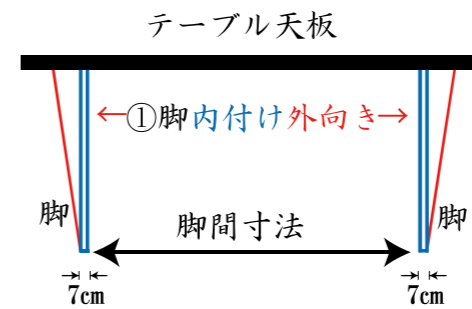 テーブル天板
←①脚内付け外向き→
脚 脚
脚間寸法
7cm 7cm